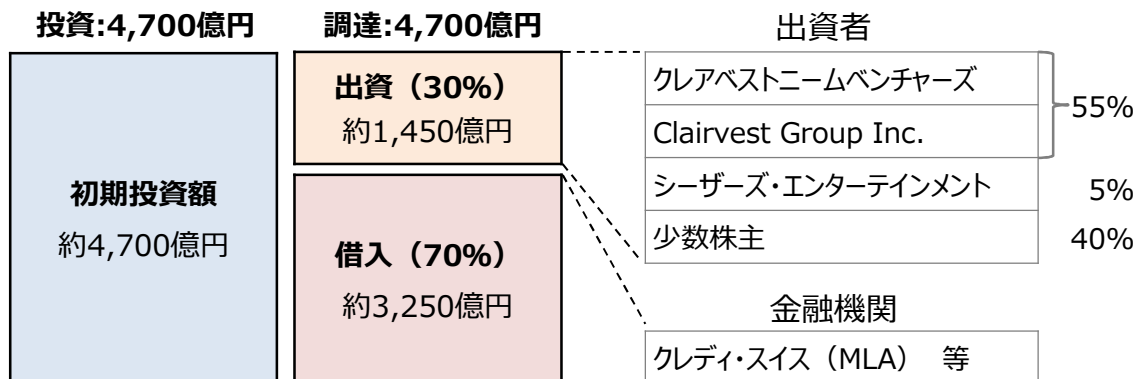 投資:4,700億円
初期投資額
約4,700億円
調達:4,700億円
出資（30%）
約1,450億円
借入（70%）
約3,250億円
出資者
クレアベストニームベンチャーズ
Clairvest Group Inc.
55%
シーザーズ・エンターテインメント 5%
少数株主 40%
金融機関
クレディ・スイス（MLA） 等